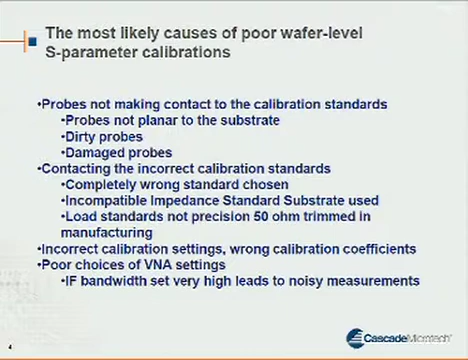 The most likely causes of poor wafer-level
S-parameter calibrations
•Probes not making contact to the calibration standards
•Probes not planar to the substrate
•Dirty probes
•Damaged probes
•Contacting the incorrect calibration standards
•Completely wrong standard chosen
•Incompatible Impedance Standard Substrate used
•Load standards not precision 50 ohm trimmed in
manufacturing
•Incorrect calibration settings, wrong calibration coefficients
•Poor choices of VNA settings
•IF bandwidth set very high leads to noisy measurements
4
CascadeMicrotech